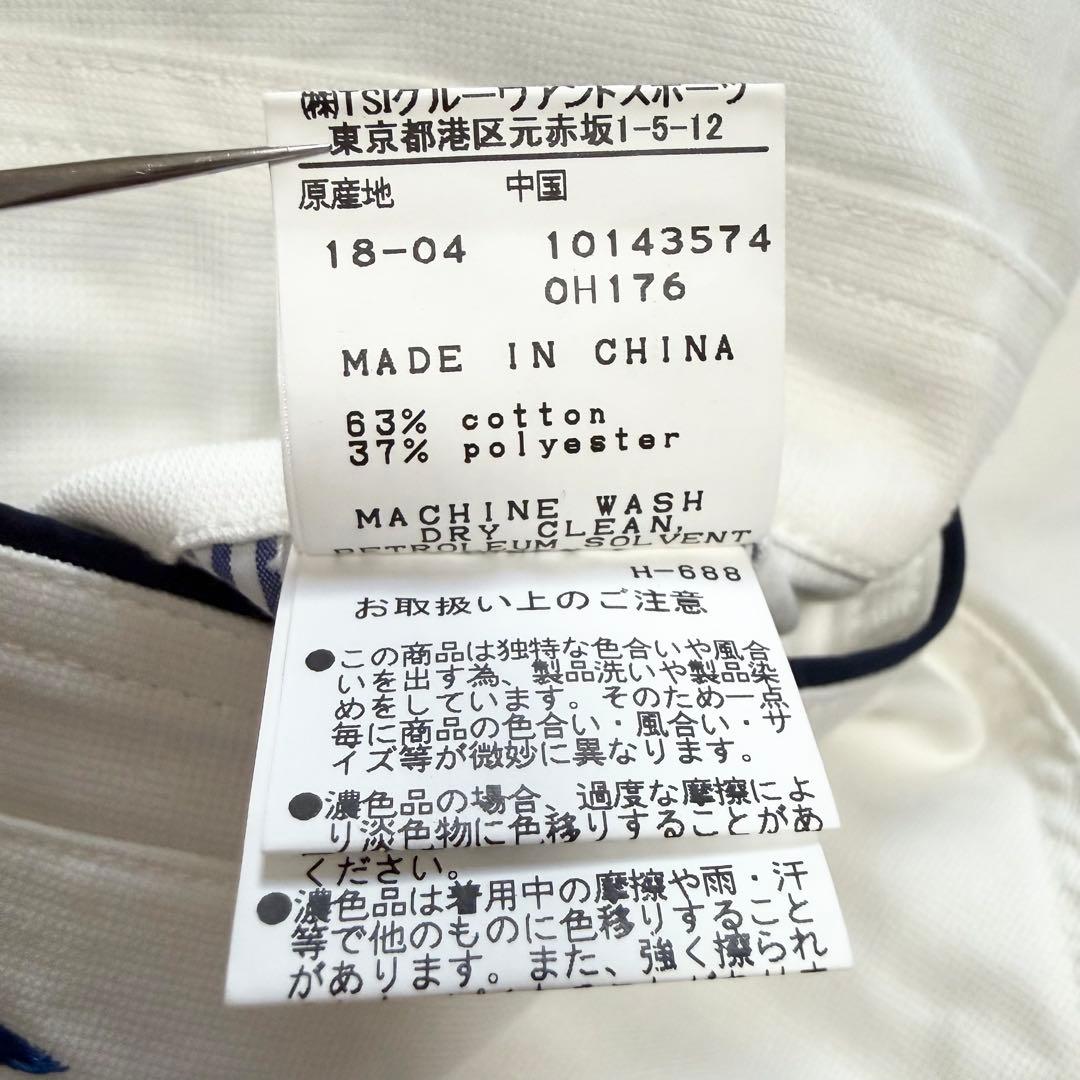 ㈱TSIグルーヴアンドスポーツ
東京都港区元赤坂1-5-12
原産地 中国
18-04 10143574
0H176
MADE IN CHINA
63% cotton
37% polyester
MACHINE WASH
DRY CLEAN,
PETROLEUM SOLVENT
H-688
お取扱い上のご注意
●この商品は独特な色合いや風合
いを出す為、製品洗いや製品染
めをしています。そのため一点
毎に商品の色合い・風合い・サ
イズ等が微妙に異なります。
●濃色品の場合、過度な摩擦によ
り淡色物に色移りすることがあ
ください。
●濃色品は着用中の摩擦や雨・汗
等で他のものに色移りすること
があります。また、強く擦られ